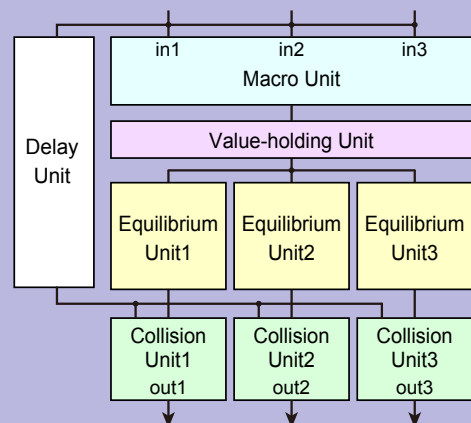 in1 in2 in3
Macro Unit
Value-holding Unit
Delay
Unit
Equilibrium
Unit1
Equilibrium
Unit2
Equilibrium
Unit3
Collision
Unit1
out1
Collision
Unit2
out2
Collision
Unit3
out3